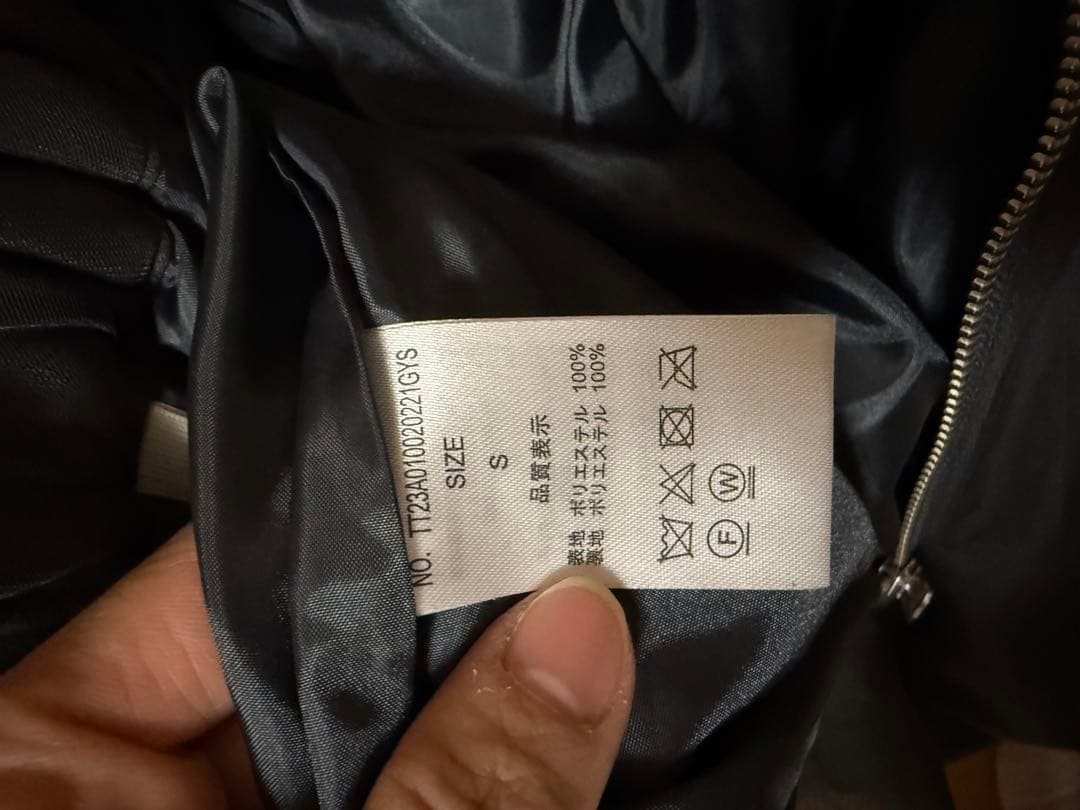 NO. TT23A010020221GYS
SIZE
S
品質表示
表地 ポリエステル 100%
裏地 ポリエステル 100%
F W